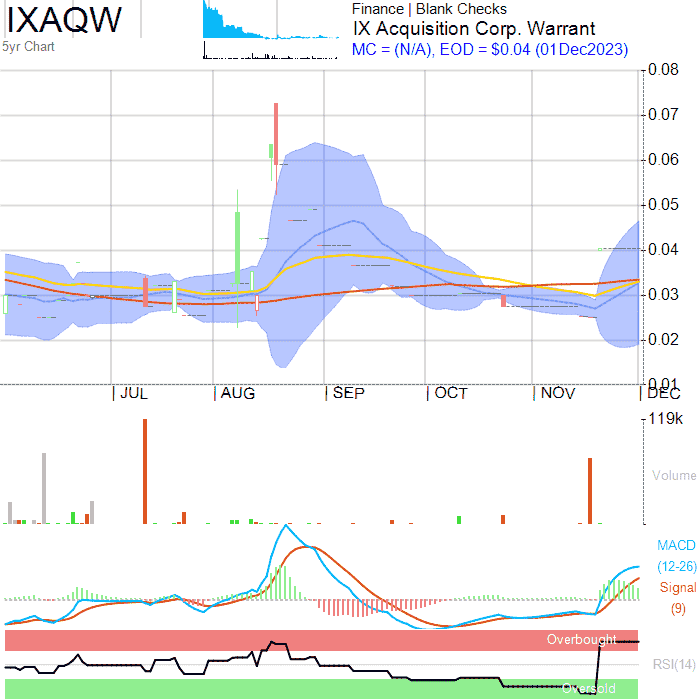 IXAQW
5yr Chart
Finance | Blank Checks
IX Acquisition Corp. Warrant
MC = (N/A), EOD = $0.04 (01Dec2023)
0.08
0.07
0.06
0.05
0.04
0.03
0.02
0.01
JUL AUG SEP OCT NOV DEC
119k
Volume
MACD
(12-26)
Signal
(9)
Overbought
RSI(14)
Oversold